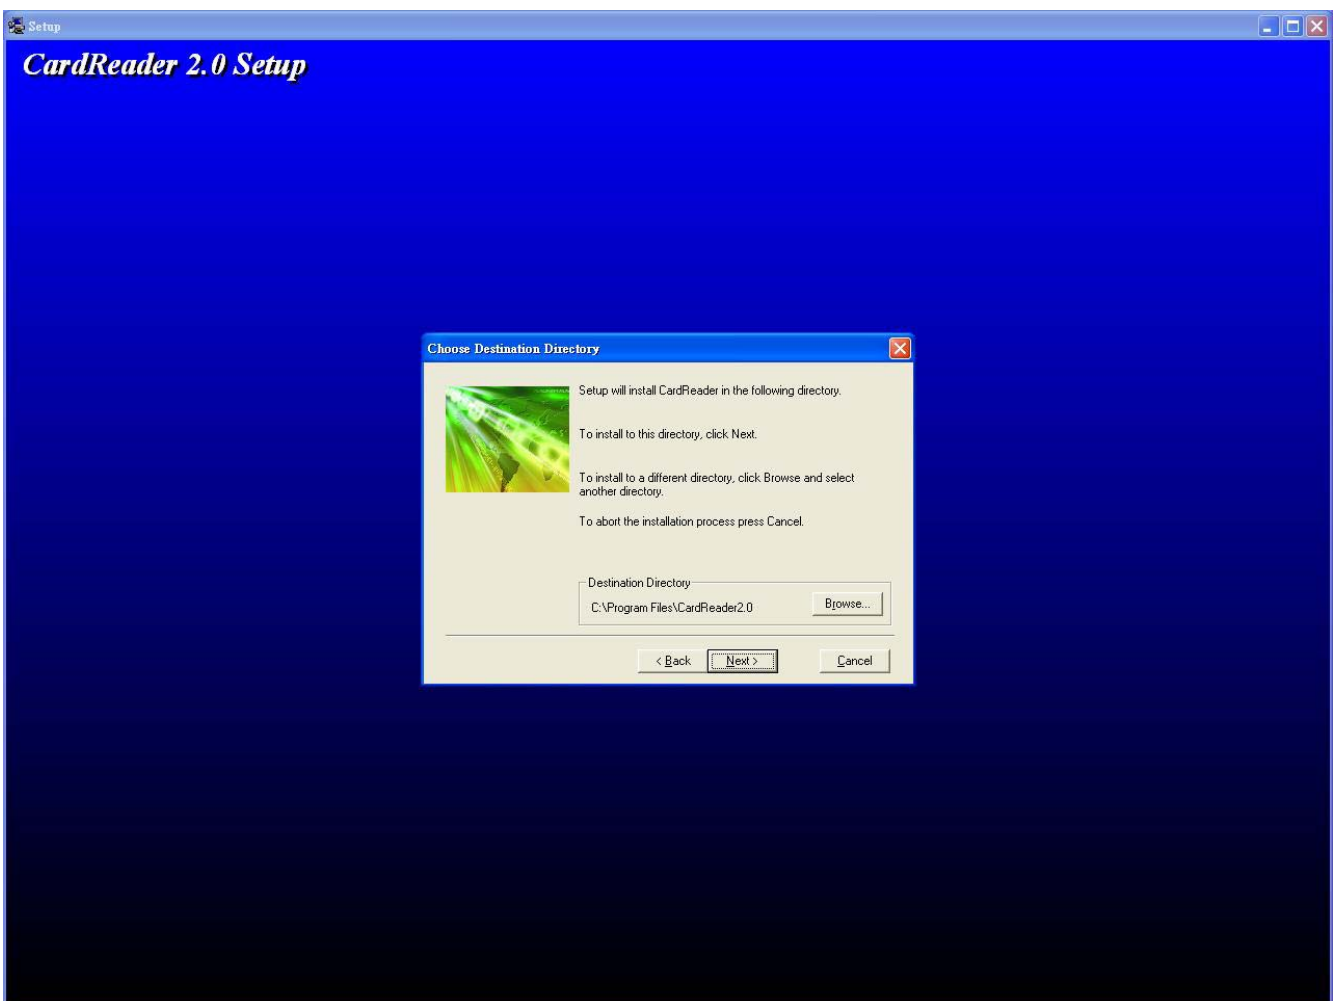 Setup
CardReader 2.0 Setup
Choose Destination Directory
Setup will install CardReader in the following directory.
To install to this directory, click Next.
To install to a different directory, click Browse and select
another directory.
To abort the installation process press Cancel.
Destination Directory
C:\Program Files\CardReader2.0
Browse...
< Back
Next >
Cancel